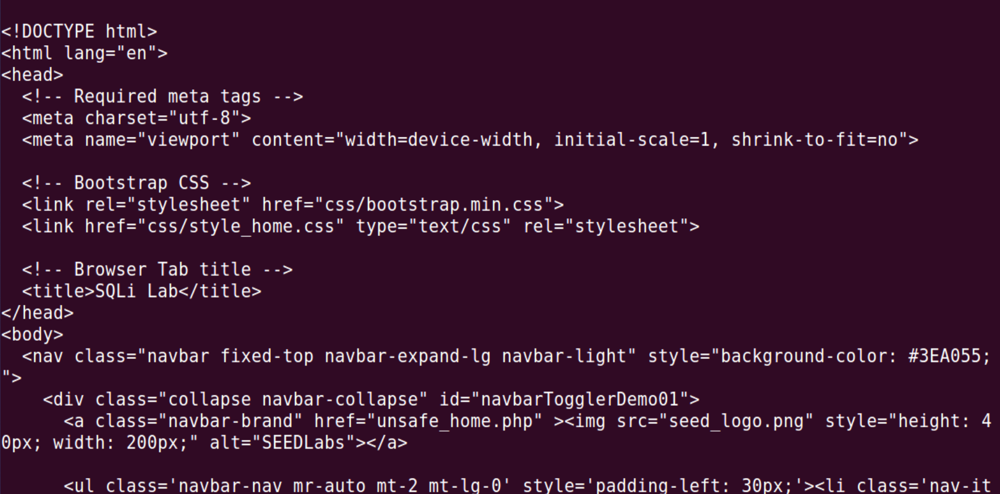 <!DOCTYPE html>
<html lang="en">
<head>
  <!-- Required meta tags -->
  <meta charset="utf-8">
  <meta name="viewport" content="width=device-width, initial-scale=1, shrink-to-fit=no">
  <!-- Bootstrap CSS -->
  <link rel="stylesheet" href="css/bootstrap.min.css">
  <link href="css/style_home.css" type="text/css" rel="stylesheet">
  <!-- Browser Tab title -->
  <title>SQLi Lab</title>
</head>
<body>
  <nav class="navbar fixed-top navbar-expand-lg navbar-light" style="background-color: #3EA055;
">
    <div class="collapse navbar-collapse" id="navbarTogglerDemo01">
      <a class="navbar-brand" href="unsafe_home.php" ><img src="seed_logo.png" style="height: 4
0px; width: 200px;" alt="SEEDLabs"></a>
      <ul class='navbar-nav mr-auto mt-2 mt-lg-0' style='padding-left: 30px;'><li class='nav-it